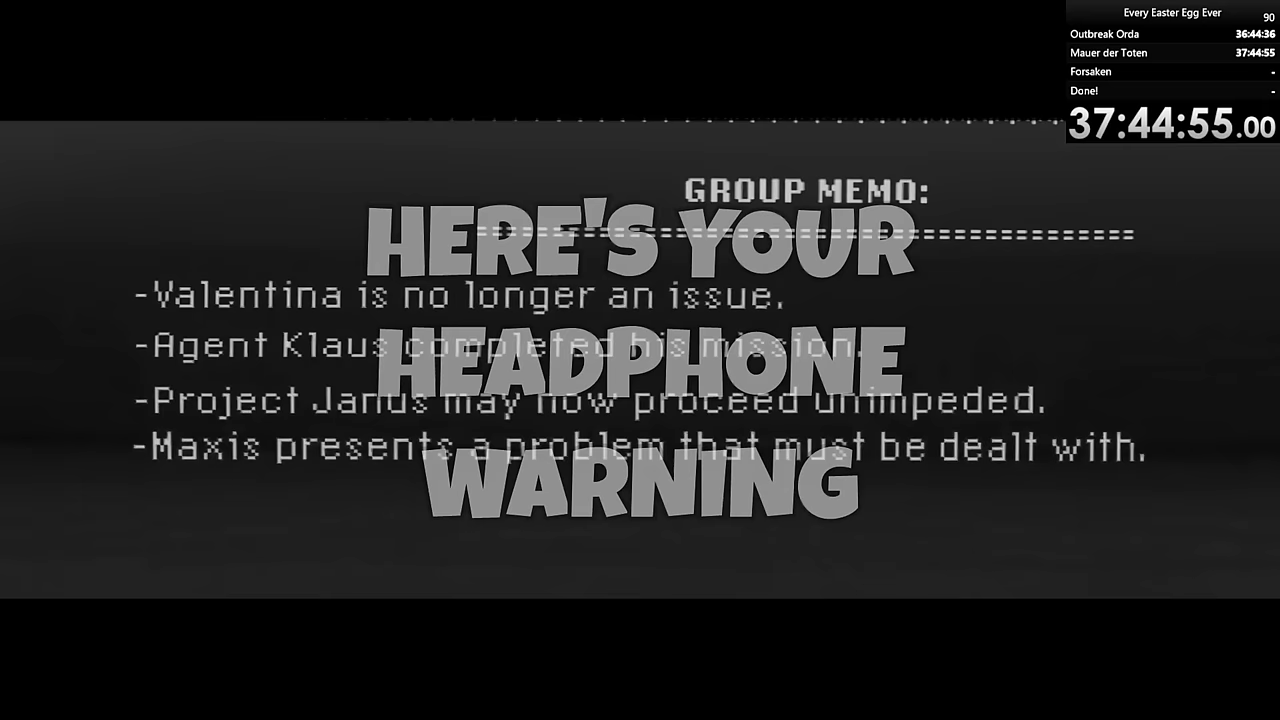 Every Easter Egg Ever 90
Outbreak Orda 36:44:36
Mauer der Toten 37:44:55
Forsaken -
Done! -
37:44:55.00
GROUP MEMO:
==================================================
HERE'S YOUR
-Valentina is no longer an issue.
-Agent Klaus completed his mission.
HEADPHONE
-Project Janus may now proceed unimpeded.
-Maxis presents a problem that must be dealt with.
WARNING